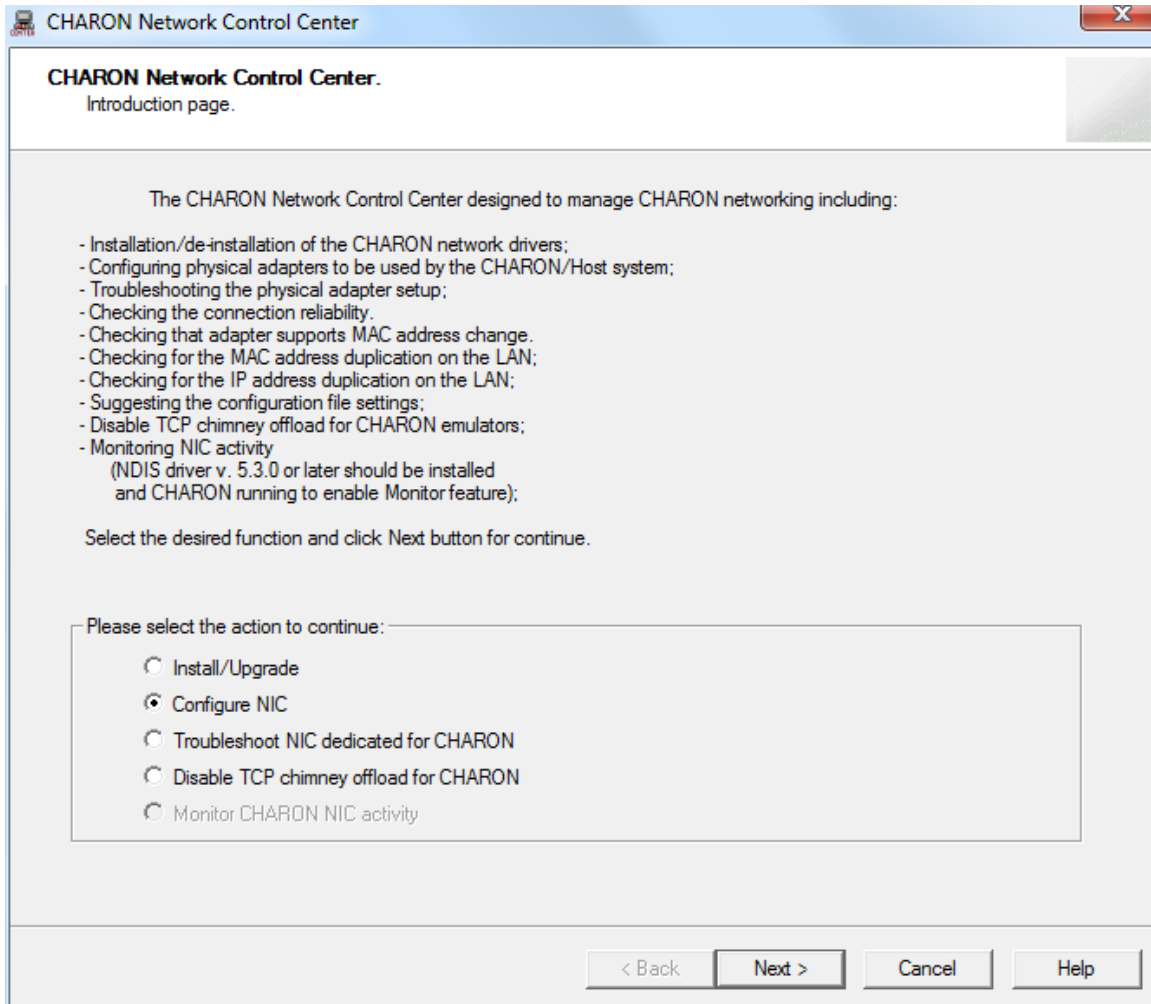 CHARON Network Control Center
CHARON Network Control Center.
Introduction page.
The CHARON Network Control Center designed to manage CHARON networking including:
- Installation/de-installation of the CHARON network drivers;
- Configuring physical adapters to be used by the CHARON/Host system;
- Troubleshooting the physical adapter setup;
- Checking the connection reliability.
- Checking that adapter supports MAC address change.
- Checking for the MAC address duplication on the LAN;
- Checking for the IP address duplication on the LAN;
- Suggesting the configuration file settings;
- Disable TCP chimney offload for CHARON emulators;
- Monitoring NIC activity
(NDIS driver v. 5.3.0 or later should be installed
and CHARON running to enable Monitor feature);
Select the desired function and click Next button for continue.
Please select the action to continue:
Install/Upgrade
Configure NIC
Troubleshoot NIC dedicated for CHARON
Disable TCP chimney offload for CHARON
Monitor CHARON NIC activity
< Back Next > Cancel Help